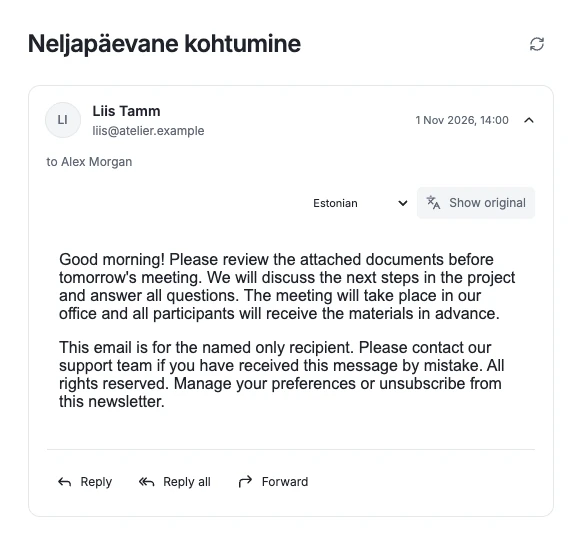 Neljapäevane kohtumine
LI
Liis Tamm
liis@atelier.example
1 Nov 2026, 14:00
to Alex Morgan
Estonian
Show original
Good morning! Please review the attached documents before
tomorrow's meeting. We will discuss the next steps in the project
and answer all questions. The meeting will take place in our
office and all participants will receive the materials in advance.
This email is for the named only recipient. Please contact our
support team if you have received this message by mistake. All
rights reserved. Manage your preferences or unsubscribe from
this newsletter.
Reply
Reply all
Forward